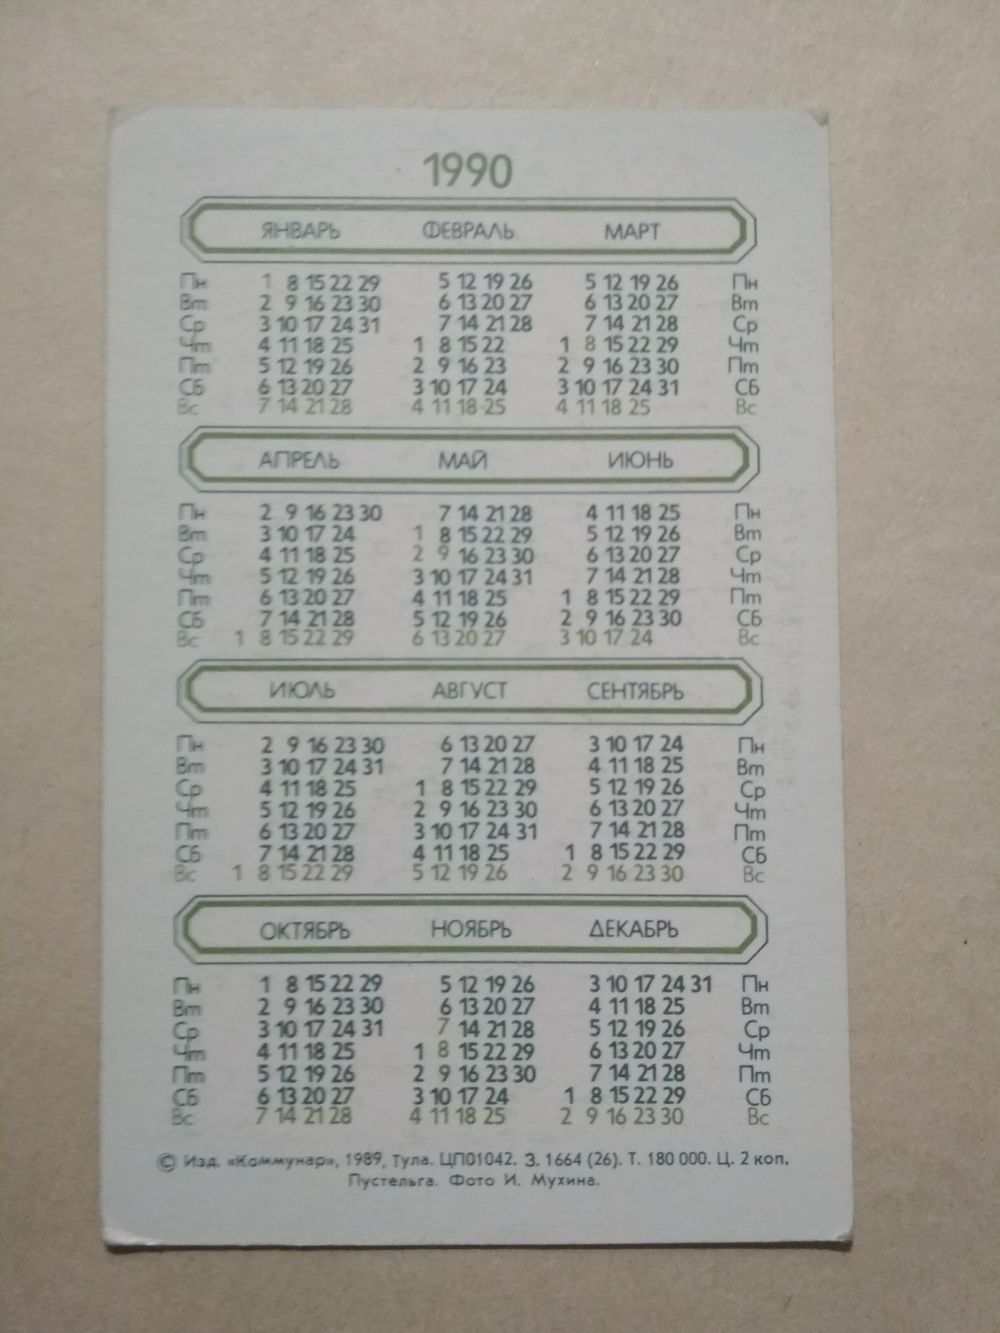 1990
ЯНВАРЬ ФЕВРАЛЬ МАРТ
Пн 1 8 15 22 29 5 12 19 26 5 12 19 26 Пн
Вт 2 9 16 23 30 6 13 20 27 6 13 20 27 Вт
Ср 3 10 17 24 31 7 14 21 28 7 14 21 28 Ср
Чт 4 11 18 25 1 8 15 22 1 8 15 22 29 Чт
Пт 5 12 19 26 2 9 16 23 2 9 16 23 30 Пт
Сб 6 13 20 27 3 10 17 24 3 10 17 24 31 Сб
Вс 7 14 21 28 4 11 18 25 4 11 18 25 Вс
АПРЕЛЬ МАЙ ИЮНЬ
Пн 2 9 16 23 30 7 14 21 28 4 11 18 25 Пн
Вт 3 10 17 24 1 8 15 22 29 5 12 19 26 Вт
Ср 4 11 18 25 2 9 16 23 30 6 13 20 27 Ср
Чт 5 12 19 26 3 10 17 24 31 7 14 21 28 Чт
Пт 6 13 20 27 4 11 18 25 1 8 15 22 29 Пт
Сб 7 14 21 28 5 12 19 26 2 9 16 23 30 Сб
Вс 1 8 15 22 29 6 13 20 27 3 10 17 24 Вс
ИЮЛЬ АВГУСТ СЕНТЯБРЬ
Пн 2 9 16 23 30 6 13 20 27 3 10 17 24 Пн
Вт 3 10 17 24 31 7 14 21 28 4 11 18 25 Вт
Ср 4 11 18 25 1 8 15 22 29 5 12 19 26 Ср
Чт 5 12 19 26 2 9 16 23 30 6 13 20 27 Чт
Пт 6 13 20 27 3 10 17 24 31 7 14 21 28 Пт
Сб 7 14 21 28 4 11 18 25 1 8 15 22 29 Сб
Вс 1 8 15 22 29 5 12 19 26 2 9 16 23 30 Вс
ОКТЯБРЬ НОЯБРЬ ДЕКАБРЬ
Пн 1 8 15 22 29 5 12 19 26 3 10 17 24 31 Пн
Вт 2 9 16 23 30 6 13 20 27 4 11 18 25 Вт
Ср 3 10 17 24 31 7 14 21 28 5 12 19 26 Ср
Чт 4 11 18 25 1 8 15 22 29 6 13 20 27 Чт
Пт 5 12 19 26 2 9 16 23 30 7 14 21 28 Пт
Сб 6 13 20 27 3 10 17 24 1 8 15 22 29 Сб
Вс 7 14 21 28 4 11 18 25 2 9 16 23 30 Вс
© Изд. «Коммунар», 1989, Тула. ЦП01042. З. 1664 (26). Т. 180 000. Ц. 2 коп.
Пустельга. Фото И. Мухина.